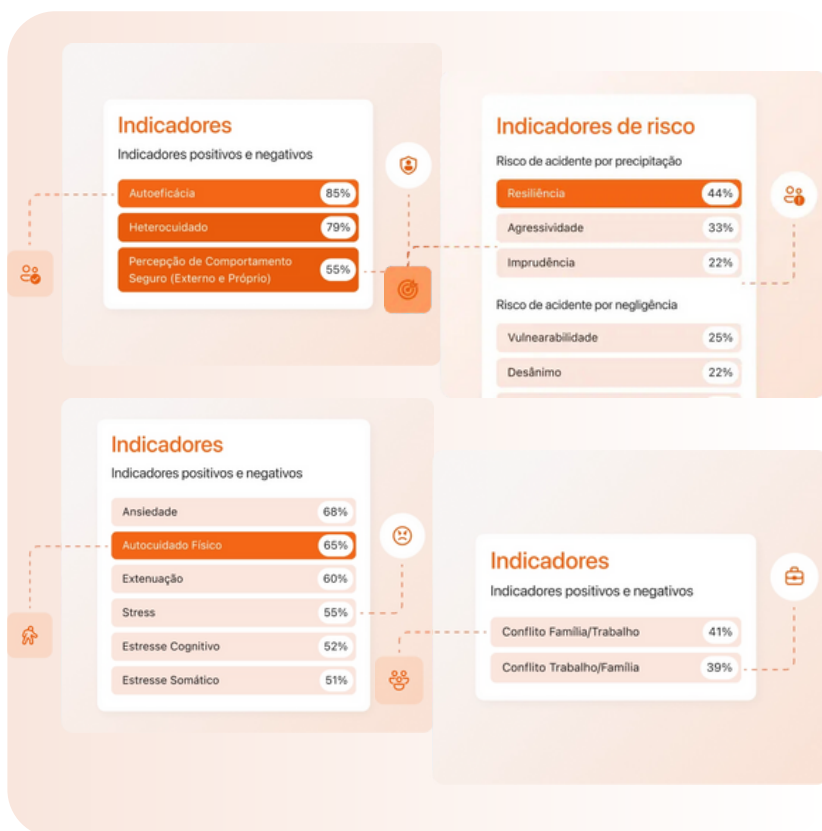 Indicadores
Indicadores positivos e negativos
Autoeficácia 85%
Heterocuidado 79%
Percepção de Comportamento
Seguro (Externo e Próprio) 55%
Indicadores de risco
Risco de acidente por precipitação
Resiliência 44%
Agressividade 33%
Imprudência 22%
Risco de acidente por negligência
Vulnearabilidade 25%
Desânimo 22%
Indicadores
Indicadores positivos e negativos
Ansiedade 68%
Autocuidado Físico 65%
Extenuação 60%
Stress 55%
Estresse Cognitivo 52%
Estresse Somático 51%
Indicadores
Indicadores positivos e negativos
Conflito Família/Trabalho 41%
Conflito Trabalho/Família 39%